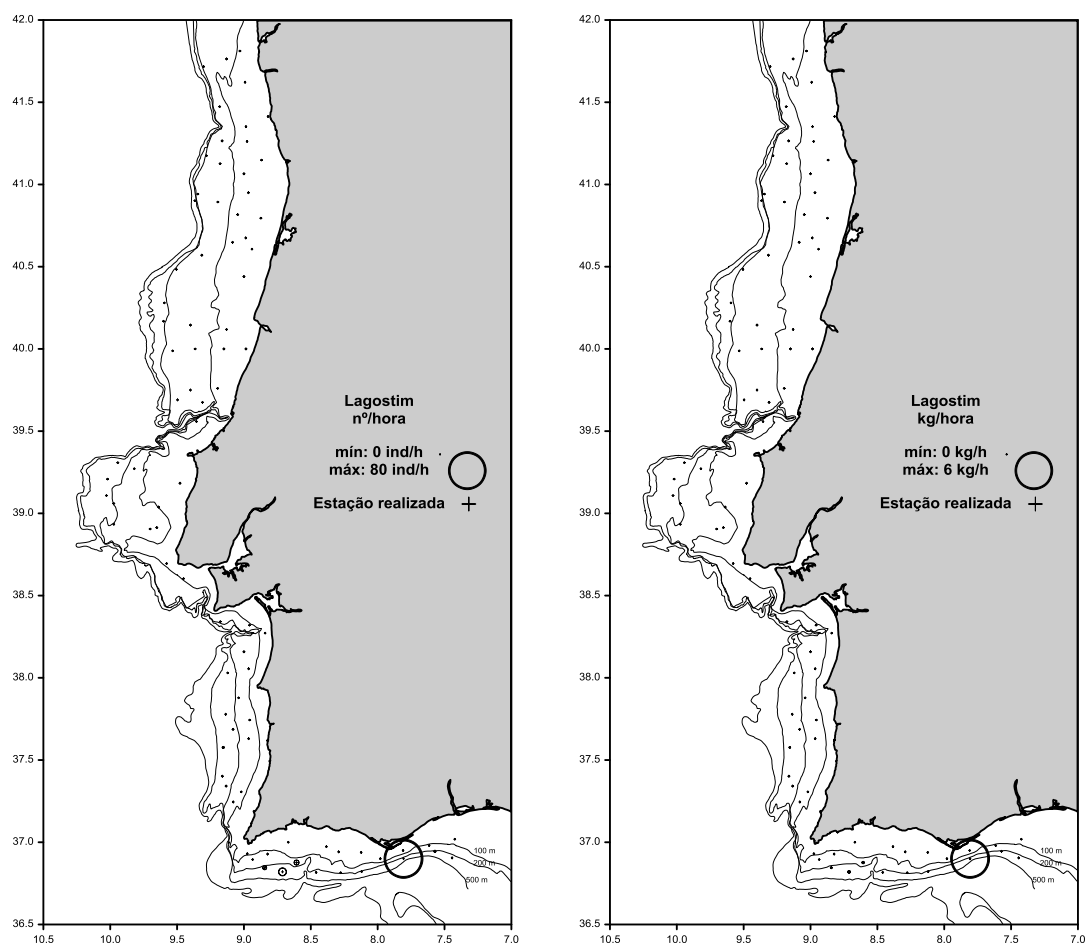 42.0
41.5
41.0
40.5
40.0
39.5
39.0
38.5
38.0
37.5
37.0
36.5
10.5 10.0 9.5 9.0 8.5 8.0 7.5 7.0
Lagostim
nº/hora
mín: 0 ind/h
máx: 80 ind/h
Estação realizada
100 m
200 m
500 m
42.0
41.5
41.0
40.5
40.0
39.5
39.0
38.5
38.0
37.5
37.0
36.5
10.5 10.0 9.5 9.0 8.5 8.0 7.5 7.0
Lagostim
kg/hora
mín: 0 kg/h
máx: 6 kg/h
Estação realizada
100 m
200 m
500 m